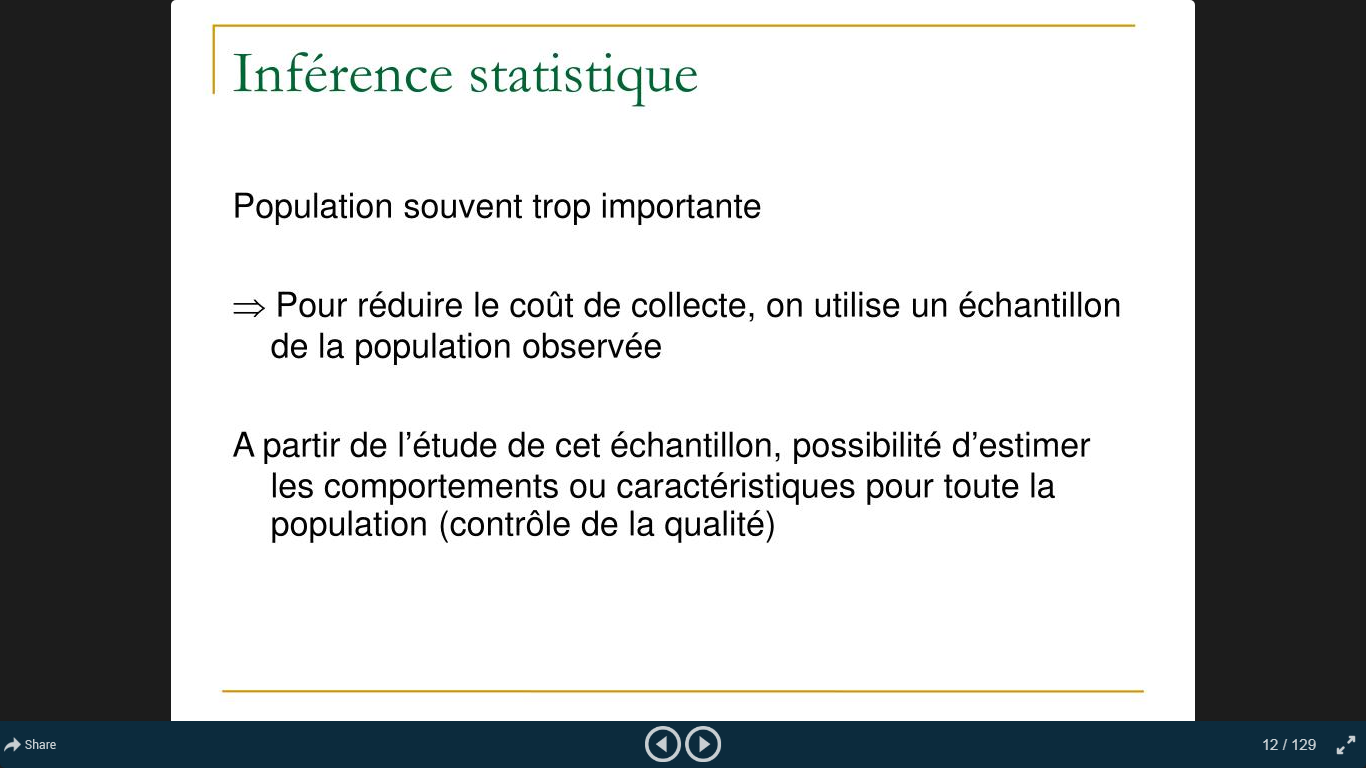 Inférence statistique
Population souvent trop importante
⇒ Pour réduire le coût de collecte, on utilise un échantillon
de la population observée
A partir de l’étude de cet échantillon, possibilité d’estimer
les comportements ou caractéristiques pour toute la
population (contrôle de la qualité)
Share
12 / 129